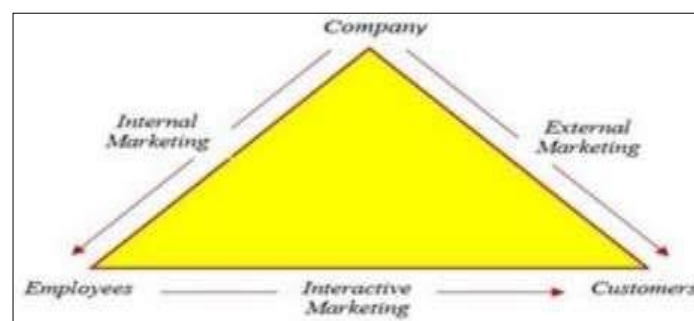 Company
Internal
Marketing
External
Marketing
Employees
Interactive
Marketing
Customers